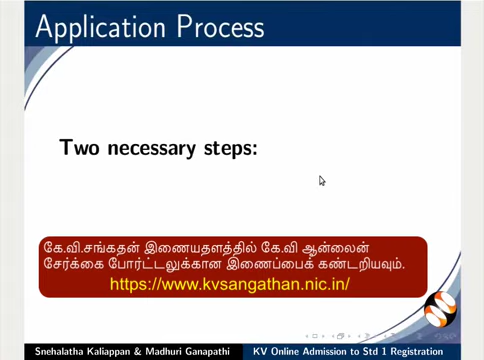 Application Process
Two necessary steps:
கே.வி.சங்கதன் இணையதளத்தில் கே.வி ஆன்லைன்
சேர்க்கை போர்ட்டலுக்கான இணைப்பைக் கண்டறியவும்.
https://www.kvsangathan.nic.in/
Snehalatha Kaliappan & Madhuri Ganapathi KV Online Admission to Std 1 Registration